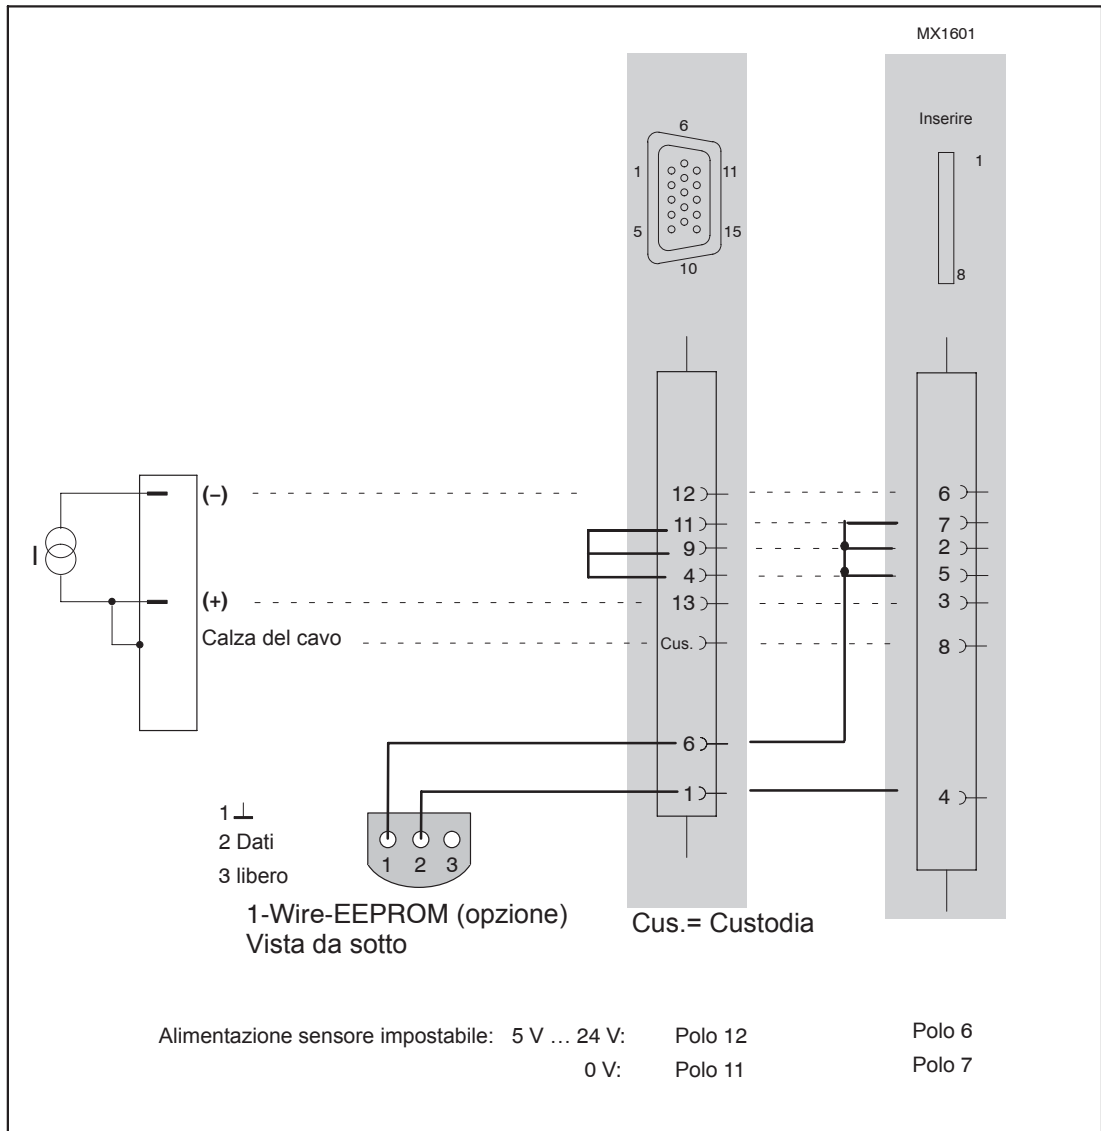 MX1601
Inserire
6
1
11
1
5
15
8
10
(–)
12
6
11
7
I
9
2
4
5
(+)
13
3
Calza del cavo
Cus.
8
6
1
4
1 ⊥
2 Dati
1 2 3
3 libero
1-Wire-EEPROM (opzione)
Vista da sotto
Cus.= Custodia
Alimentazione sensore impostabile: 5 V … 24 V: Polo 12 Polo 6
0 V: Polo 11 Polo 7